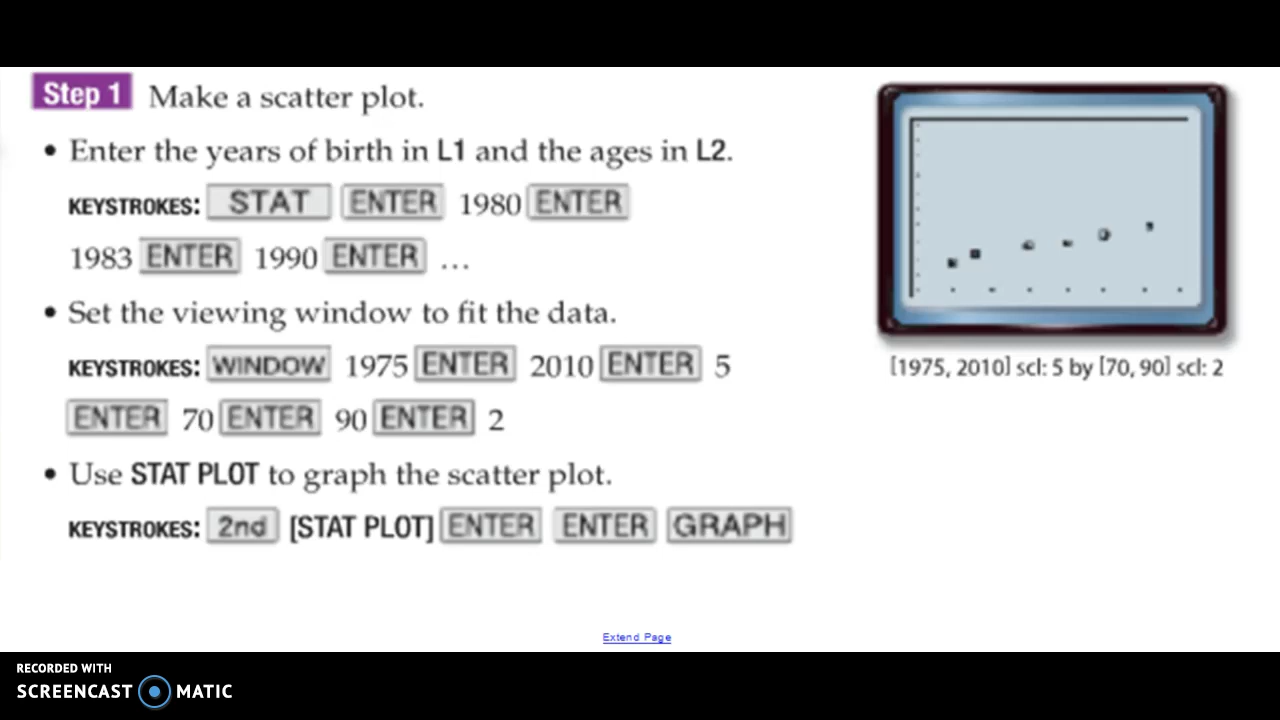 Step 1 Make a scatter plot.
• Enter the years of birth in L1 and the ages in L2.
KEYSTROKES: STAT ENTER 1980 ENTER
1983 ENTER 1990 ENTER …
• Set the viewing window to fit the data.
KEYSTROKES: WINDOW 1975 ENTER 2010 ENTER 5
ENTER 70 ENTER 90 ENTER 2
• Use STAT PLOT to graph the scatter plot.
KEYSTROKES: 2nd [STAT PLOT] ENTER ENTER GRAPH
[1975, 2010] scl: 5 by [70, 90] scl: 2
Extend Page
RECORDED WITH
SCREENCAST MATIC